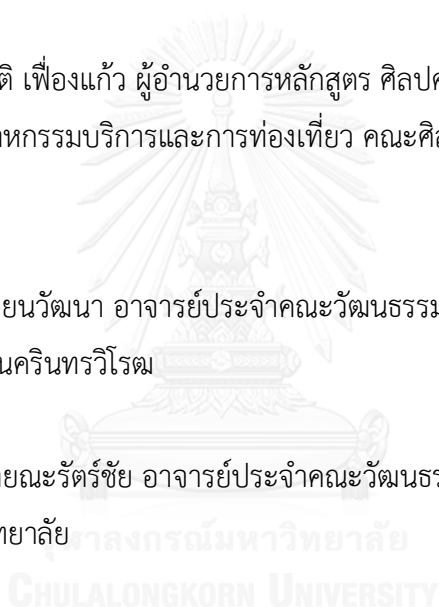 ติ เฟื่องแก้ว ผู้อำนวยการหลักสูตร ศิลปศ
าหกรรมบริการและการท่องเที่ยว คณะศิล
ยนวัฒนา อาจารย์ประจำคณะวัฒนธรรม
นครินทรวิโรฒ
ายณะรัตร์ชัย อาจารย์ประจำคณะวัฒนธร
ิทยาลัย
จุฬาลงกรณ์มหาวิทยาลัย
CHULALONGKORN UNIVERSITY